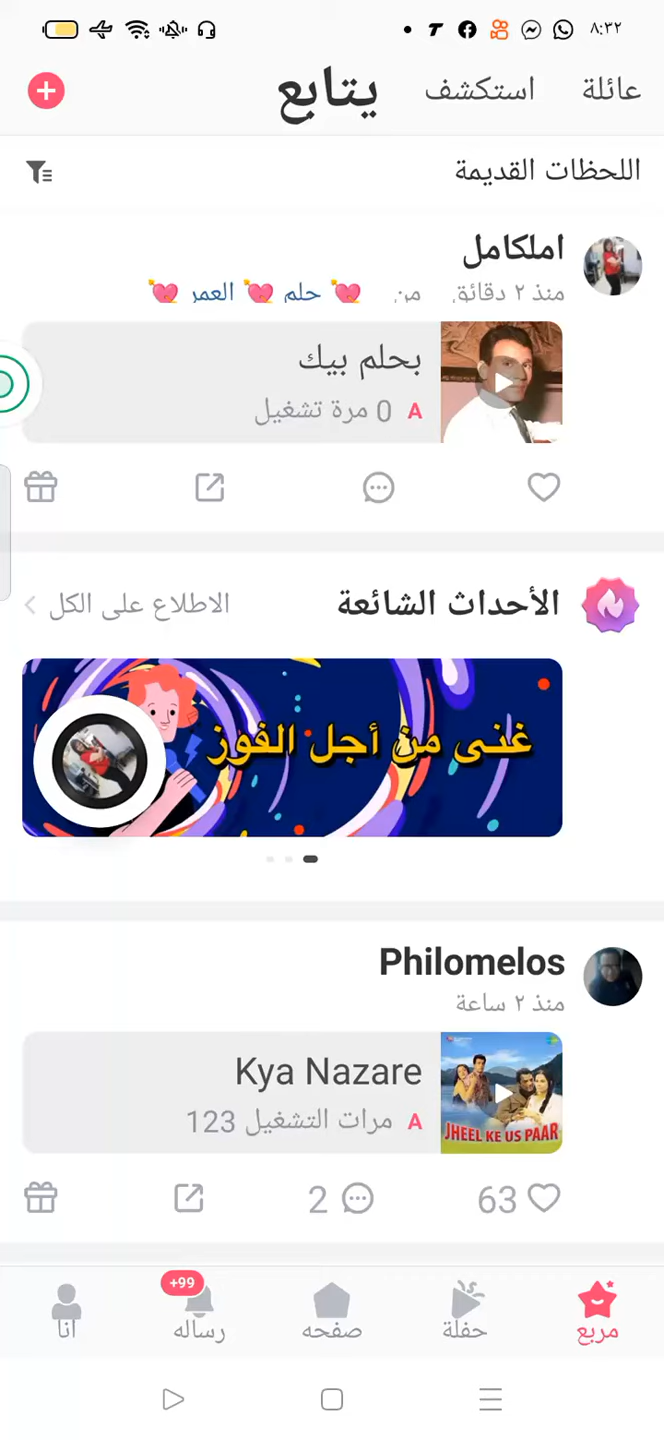 ٨:٣٢
عائلة استكشف يتابع
اللحظات القديمة
املكامل
منذ ٢ دقائق، من 💘 حلم 💘 العمر 💘
بحلم بيك
A 0 مرة تشغيل
الأحداث الشائعة الاطلاع على الكل
غنى من أجل الفوز
Philomelos
منذ ٢ ساعة
Kya Nazare
A مرات التشغيل 123
JHEEL KE US PAAR
63 2
+99
مربع حفلة صفحه رساله انا